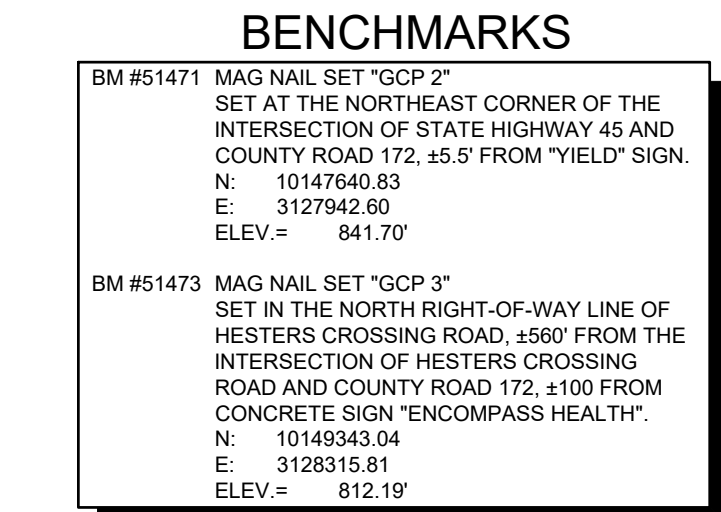 BENCHMARKS
BM #51471 MAG NAIL SET "GCP 2"
SET AT THE NORTHEAST CORNER OF THE
INTERSECTION OF STATE HIGHWAY 45 AND
COUNTY ROAD 172, ±5.5' FROM "YIELD" SIGN.
N: 10147640.83
E: 3127942.60
ELEV.= 841.70'
BM #51473 MAG NAIL SET "GCP 3"
SET IN THE NORTH RIGHT-OF-WAY LINE OF
HESTERS CROSSING ROAD, ±560' FROM THE
INTERSECTION OF HESTERS CROSSING
ROAD AND COUNTY ROAD 172, ±100 FROM
CONCRETE SIGN "ENCOMPASS HEALTH".
N: 10149343.04
E: 3128315.81
ELEV.= 812.19'